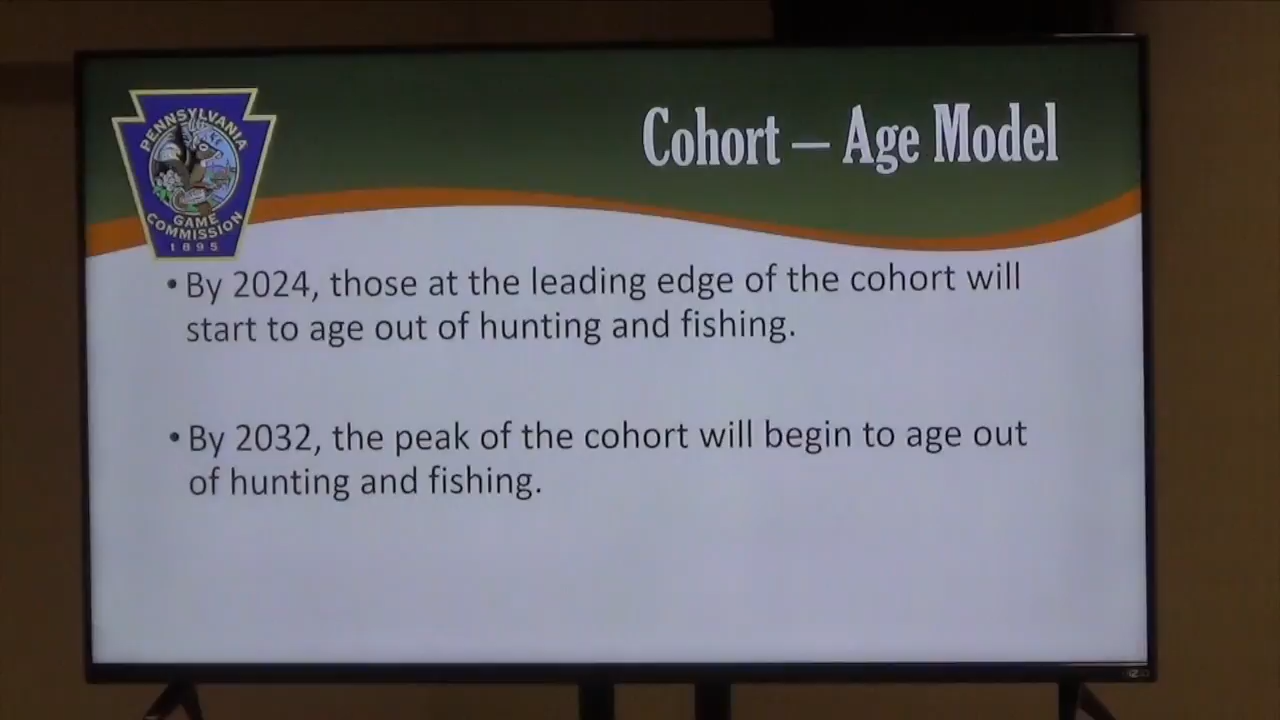 PENNSYLVANIA
GAME
COMMISSION
1895
Cohort – Age Model
• By 2024, those at the leading edge of the cohort will
start to age out of hunting and fishing.
• By 2032, the peak of the cohort will begin to age out
of hunting and fishing.